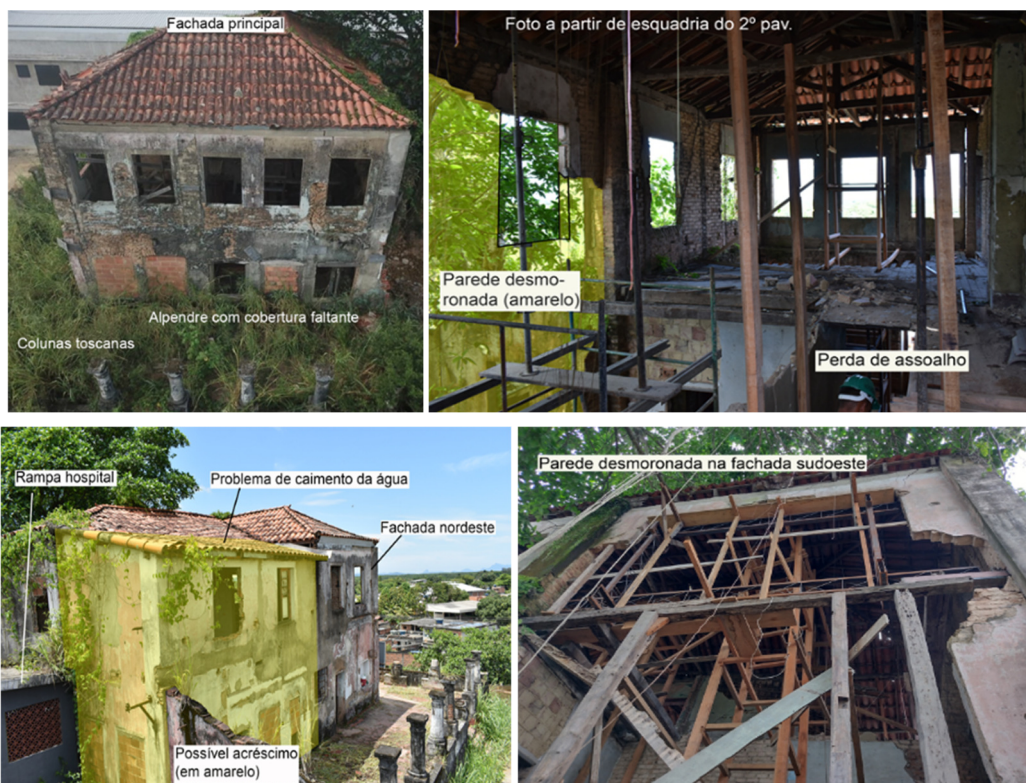 Fachada principal
Alpendre com cobertura faltante
Colunas toscanas
Foto a partir de esquadria do 2º pav.
Parede desmo-
ronada (amarelo)
Perda de assoalho
Rampa hospital
Problema de caimento da água
Fachada nordeste
Possível acréscimo
(em amarelo)
Parede desmoronada na fachada sudoeste